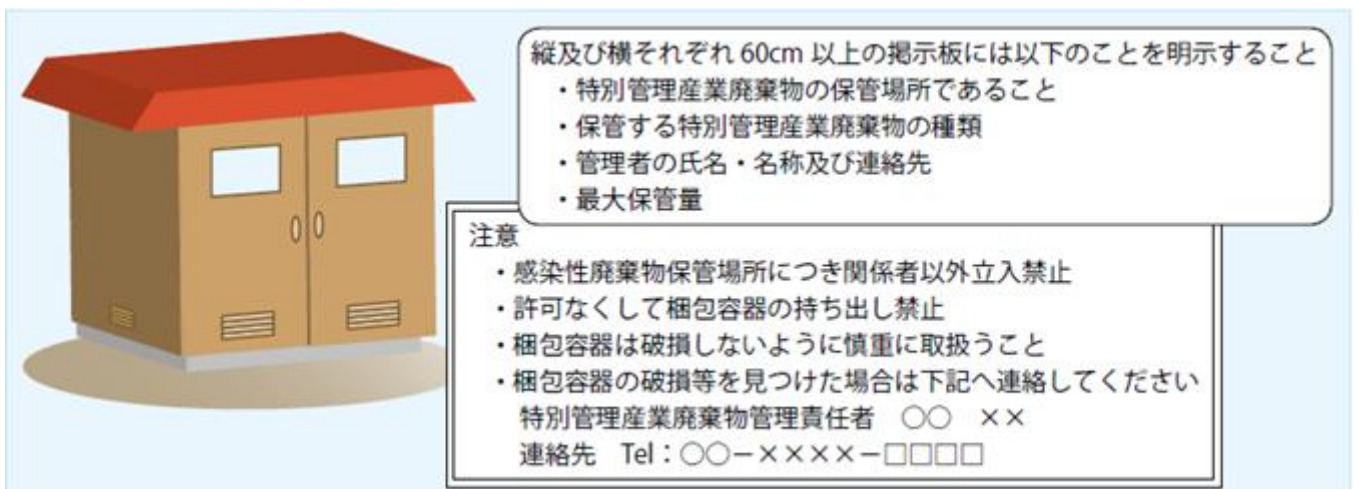 縦及び横それぞれ 60cm 以上の掲示板には以下のことを明示すること
・特別管理産業廃棄物の保管場所であること
・保管する特別管理産業廃棄物の種類
・管理者の氏名・名称及び連絡先
・最大保管量
注意
・感染性廃棄物保管場所につき関係者以外立入禁止
・許可なくして梱包容器の持ち出し禁止
・梱包容器は破損しないように慎重に取扱うこと
・梱包容器の破損等を見つけた場合は下記へ連絡してください
特別管理産業廃棄物管理責任者　○○　××
連絡先　Tel：○○－××××－□□□□